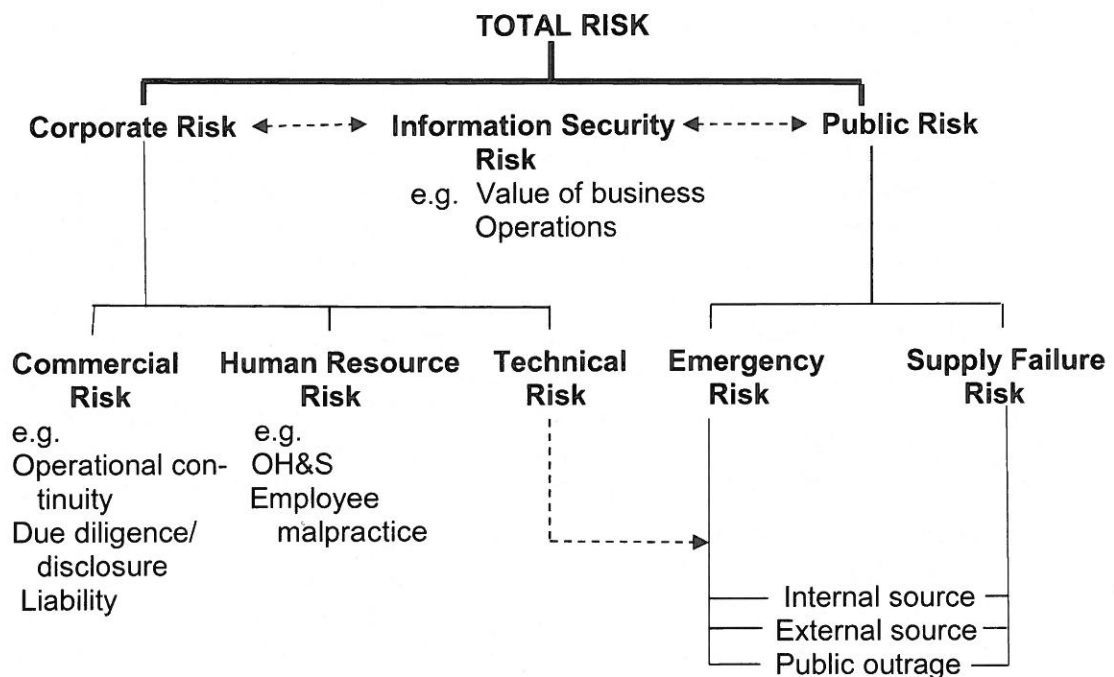 TOTAL RISK
Corporate Risk
Information Security
Risk
e.g. Value of business
Operations
Public Risk
Commercial
Risk
e.g.
Operational con-
tinuity
Due diligence/
disclosure
Liability
Human Resource
Risk
e.g.
OH&S
Employee
malpractice
Technical
Risk
Emergency
Risk
Supply Failure
Risk
Internal source
External source
Public outrage